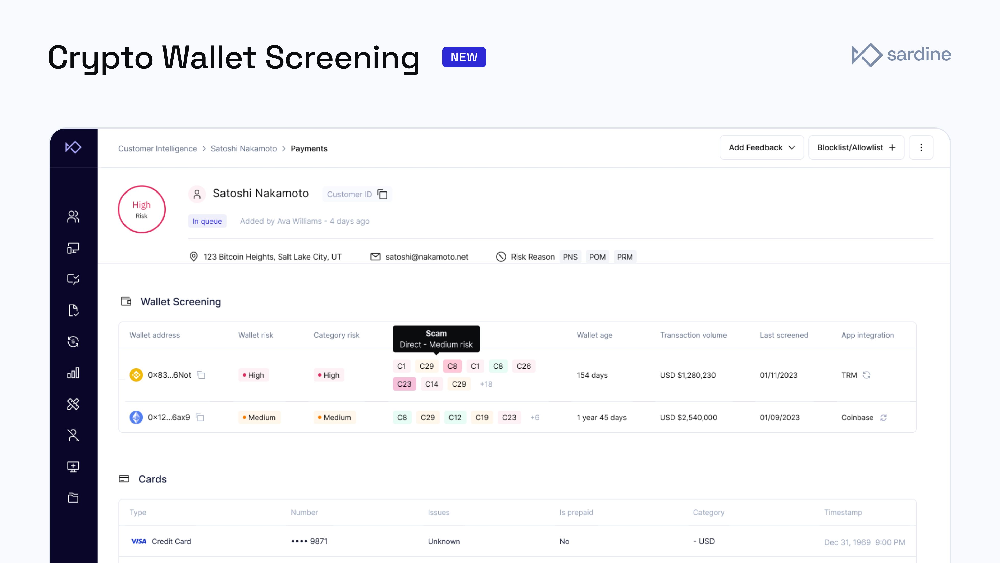 Crypto Wallet Screening NEW
sardine
Customer Intelligence > Satoshi Nakamoto > Payments
Add Feedback
Blocklist/Allowlist +
High
Risk
Satoshi Nakamoto
Customer ID
In queue
Added by Ava Williams - 4 days ago
123 Bitcoin Heights, Salt Lake City, UT
satoshi@nakamoto.net
Risk Reason PNS POM PRM
Wallet Screening
Wallet address Wallet risk Category risk Wallet age Transaction volume Last screened App integration
Scam
Direct - Medium risk
0×83...6Not High High C1 C29 C8 C1 C8 C26
C23 C14 C29 +18
154 days USD $1,280,230 01/11/2023 TRM
0×12...6ax9 Medium Medium C8 C29 C12 C19 C23 +6 1 year 45 days USD $2,540,000 01/09/2023 Coinbase
Cards
Type Number Issues Is prepaid Category Timestamp
VISA Credit Card •••• 9871 Unknown No - USD Dec 31, 1969 9:00 PM